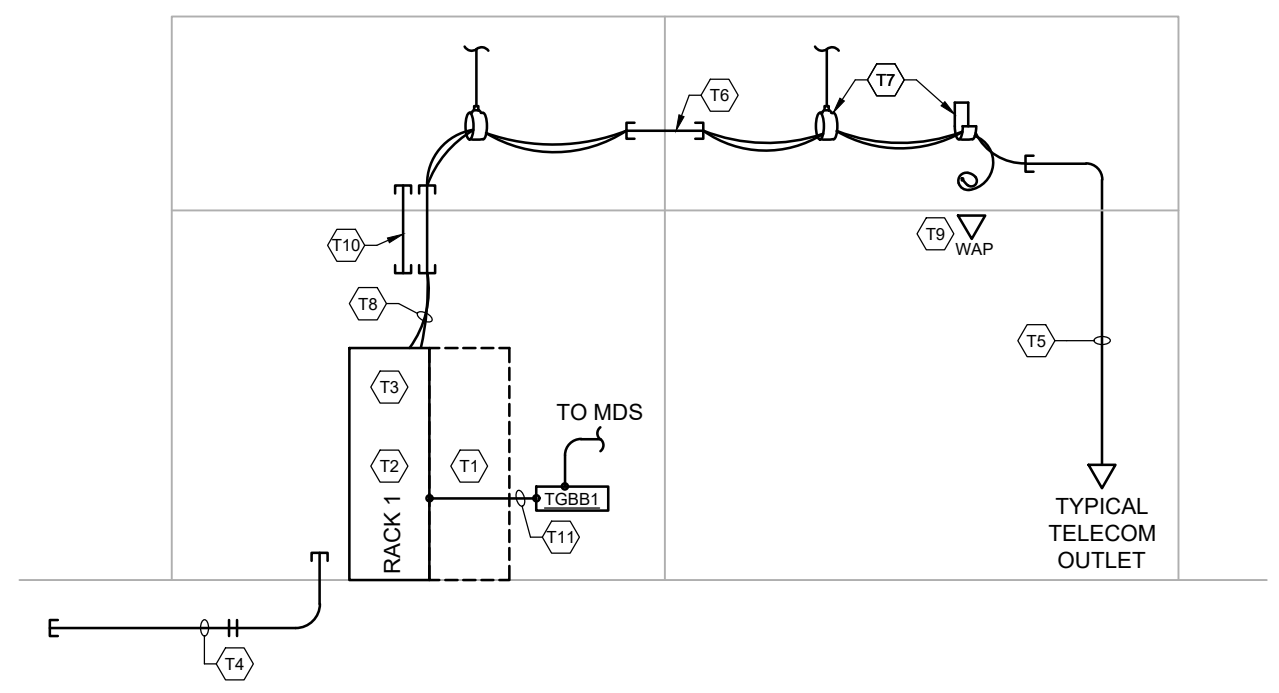 T7
T6
T10
T9
WAP
T8
T5
T3
TO MDS
T2
T1
TGBB1
RACK 1
T11
TYPICAL
TELECOM
OUTLET
T4